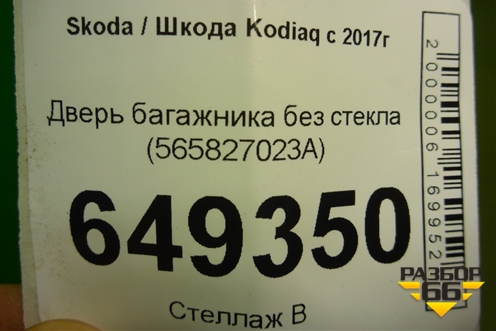 Skoda / Шкода Kodiaq с 2017г
Дверь багажника без стекла
(565827023A)
649350
Стеллаж В
2000006169952
РАЗБОР
66